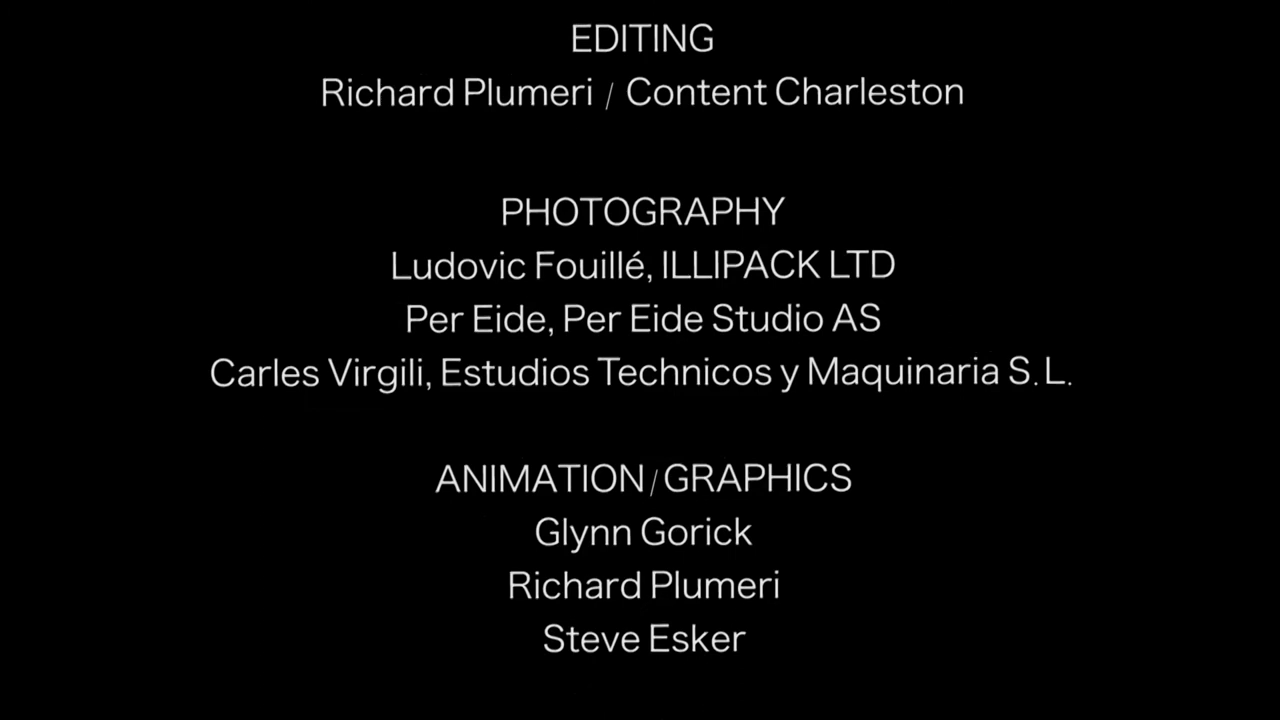 EDITING
Richard Plumeri / Content Charleston
PHOTOGRAPHY
Ludovic Fouillé, ILLIPACK LTD
Per Eide, Per Eide Studio AS
Carles Virgili, Estudios Technicos y Maquinaria S.L.
ANIMATION/GRAPHICS
Glynn Gorick
Richard Plumeri
Steve Esker